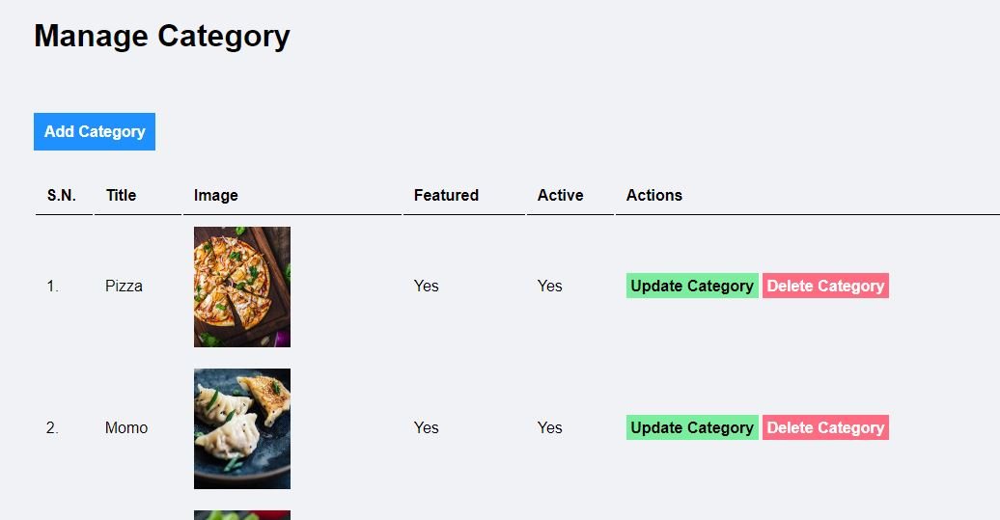 Manage Category
Add Category
S.N. Title Image Featured Active Actions
1. Pizza Yes Yes Update Category Delete Category
2. Momo Yes Yes Update Category Delete Category